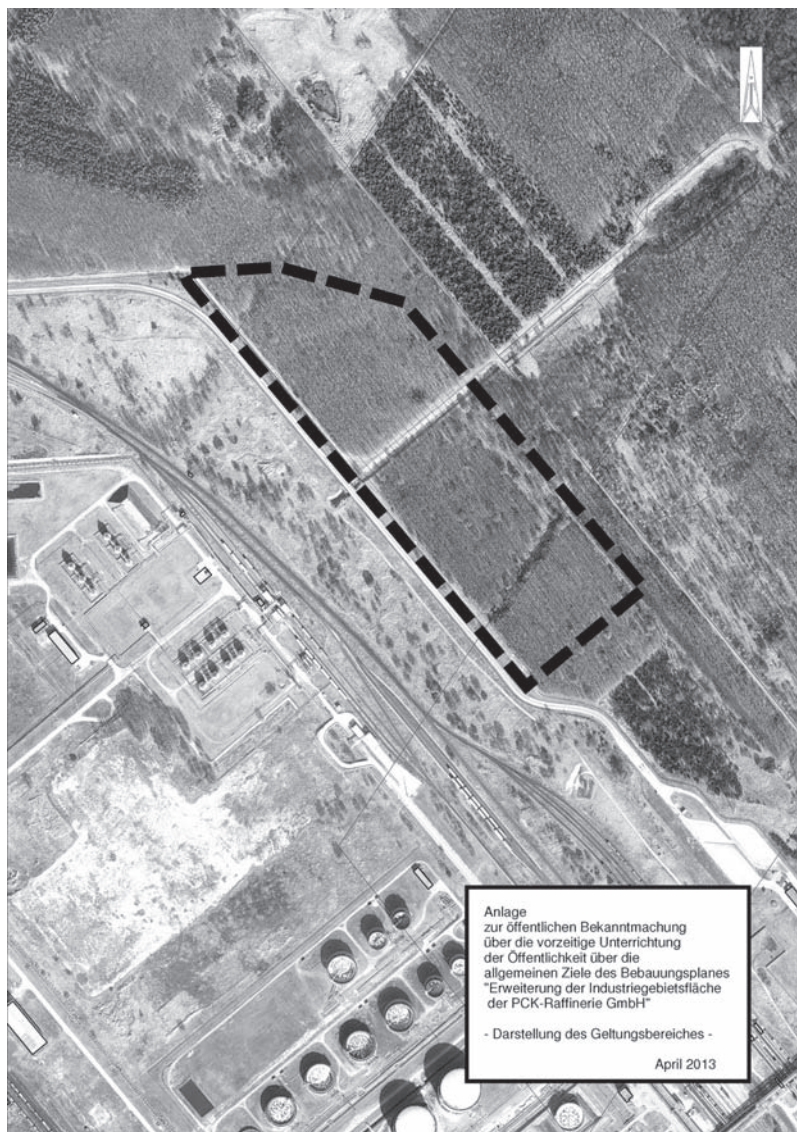 Anlage
zur öffentlichen Bekanntmachung
über die vorzeitige Unterrichtung
der Öffentlichkeit über die
allgemeinen Ziele des Bebauungsplanes
"Erweiterung der Industriegebietsfläche
der PCK-Raffinerie GmbH"
- Darstellung des Geltungsbereiches -
April 2013